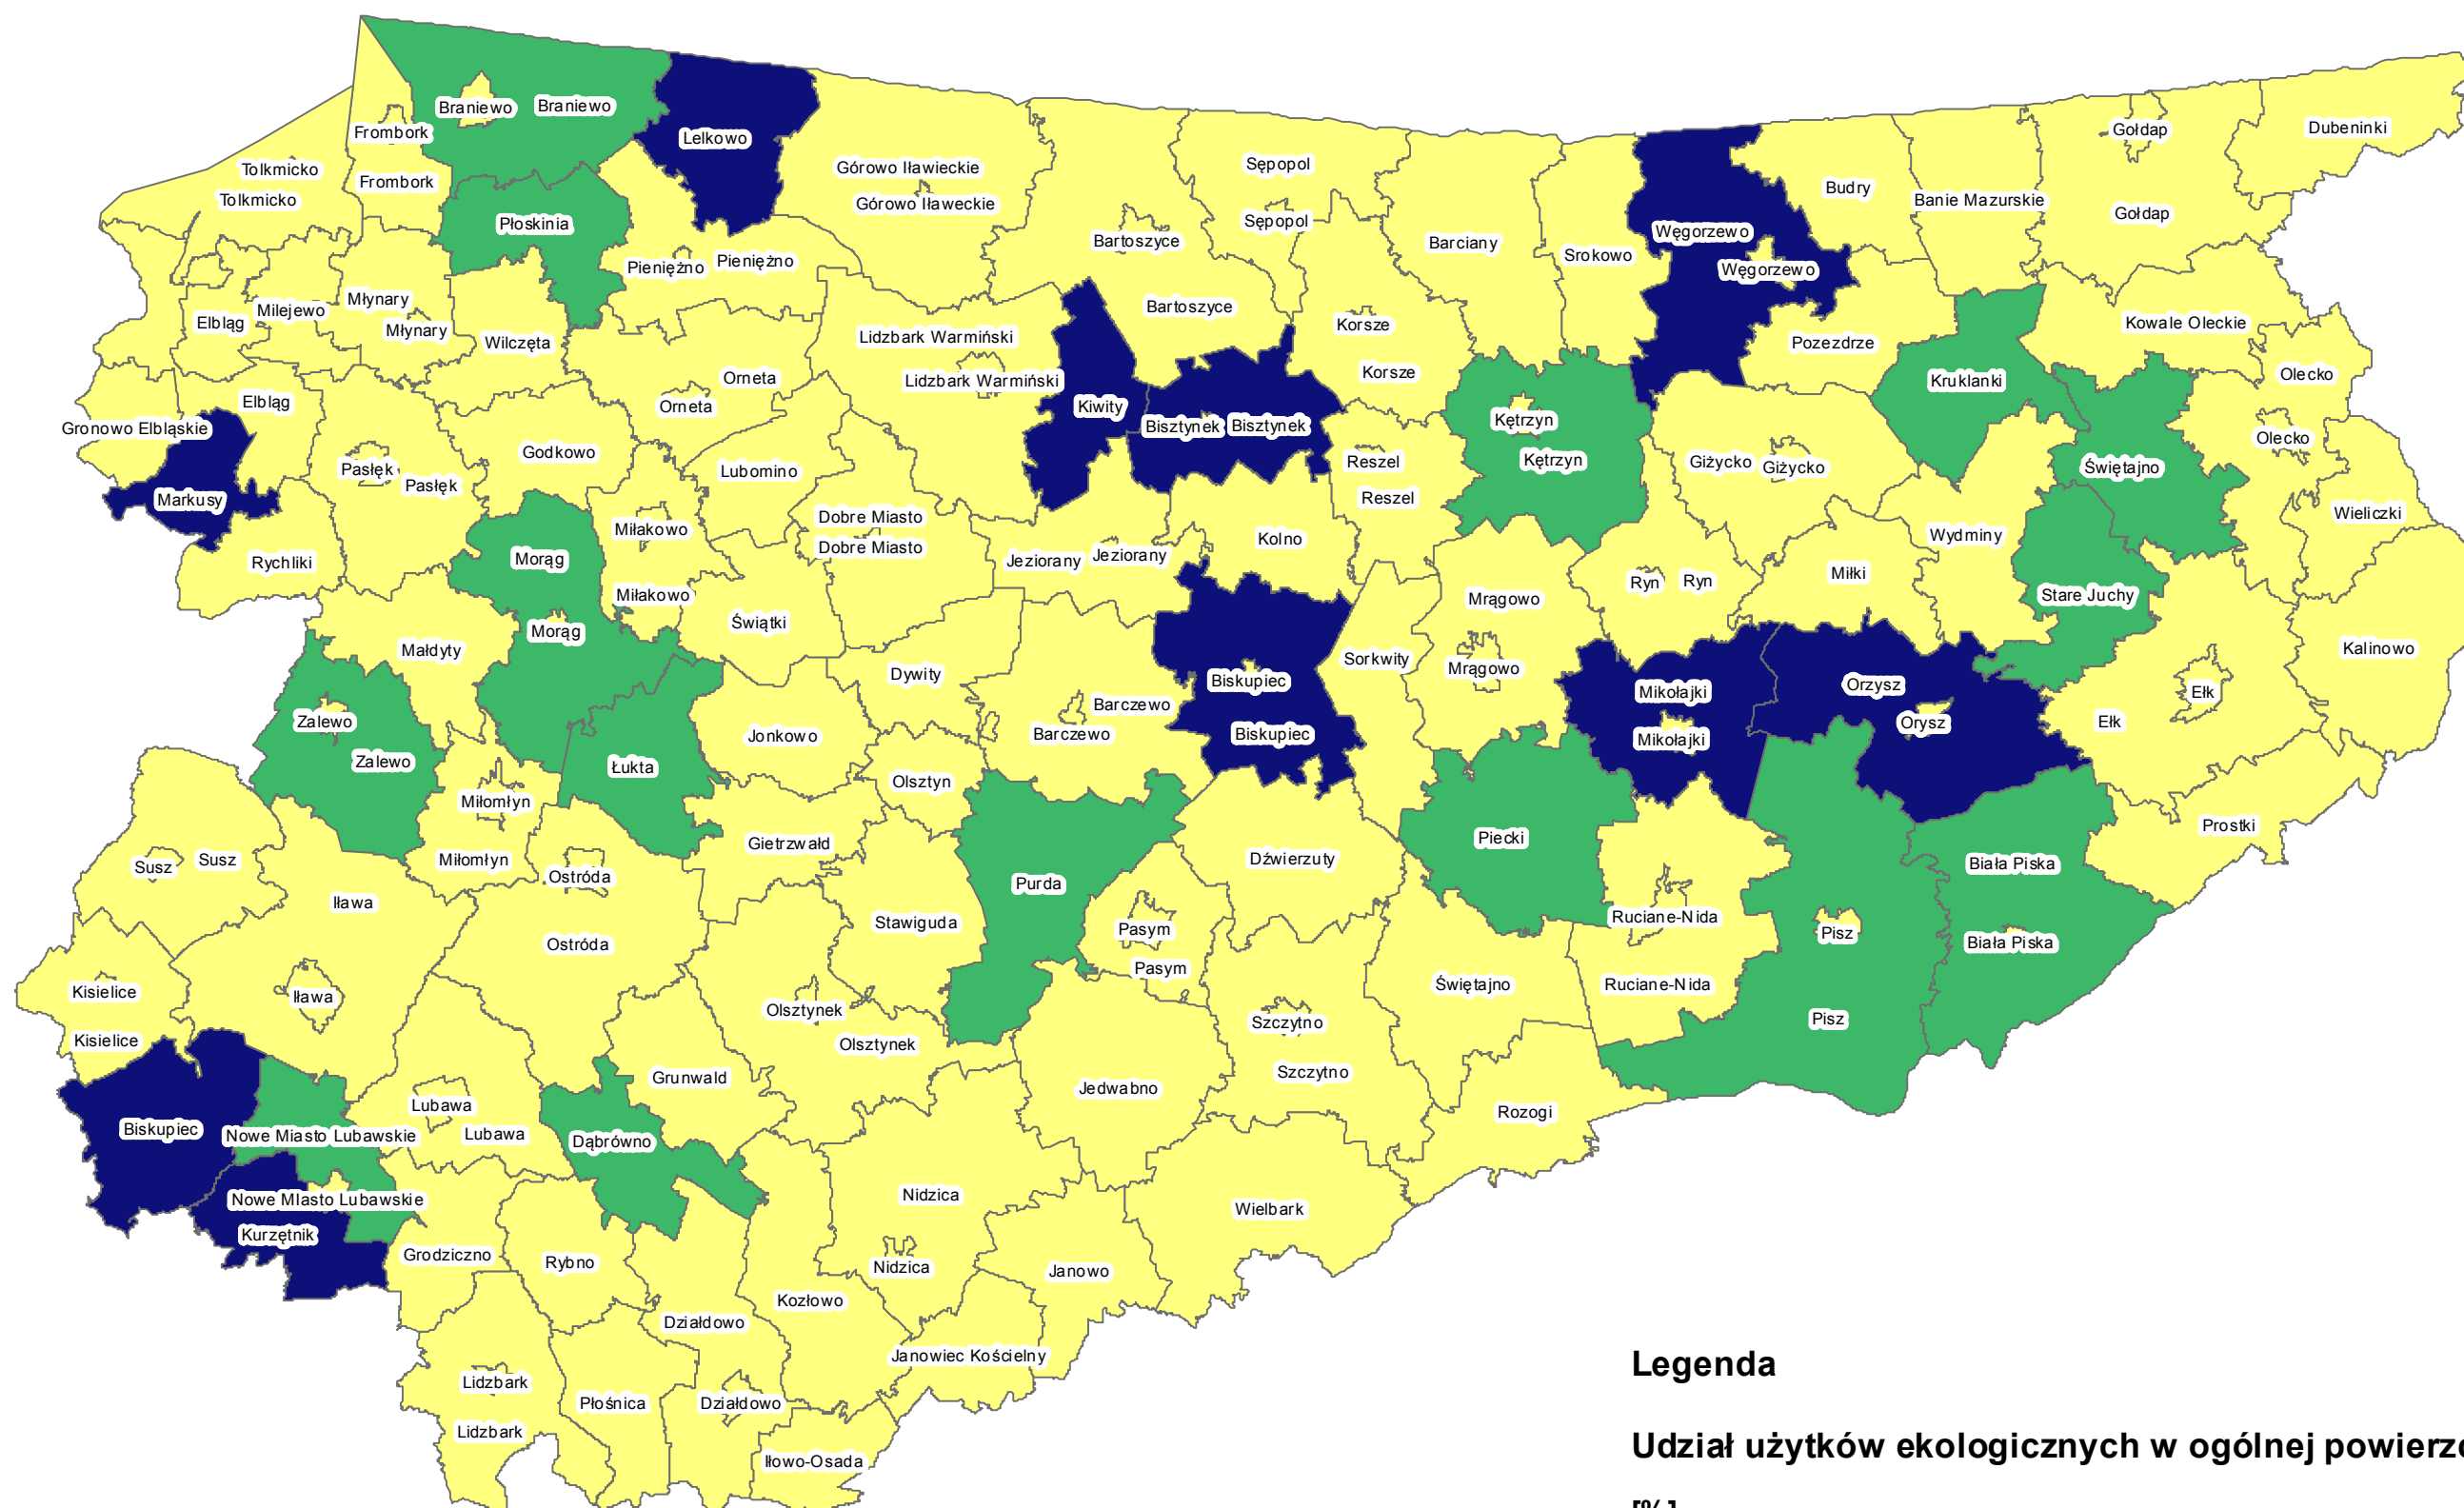 Braniewo
Braniewo
Frombork
Lelkowo
Gołdap
Dubeninki
Tolkmicko
Górowo Iławieckie
Sępopol
Frombork
Budry
Tolkmicko
Górowo Iławeckie
Banie Mazurskie
Gołdap
Płoskinia
Sępopol
Węgorzewo
Bartoszyce
Barciany
Srokowo
Pieniężno
Pieniężno
Węgorzewo
Młynary
Bartoszyce
Milejewo
Elbląg
Młynary
Korsze
Kowale Oleckie
Wilczęta
Lidzbark Warmiński
Pozezdrze
Orneta
Lidzbark Warmiński
Korsze
Kruklanki
Olecko
Elbląg
Orneta
Kiwity
Gronowo Elbląskie
Bisztynek
Bisztynek
Kętrzyn
Olecko
Godkowo
Pasłęk
Lubomino
Reszel
Kętrzyn
Giżycko
Giżycko
Świętajno
Pasłęk
Markusy
Reszel
Wieliczki
Miłakowo
Dobre Miasto
Kolno
Wydminy
Morąg
Dobre Miasto
Jeziorany
Jeziorany
Rychliki
Ryn
Ryn
Miłki
Miłakowo
Mrągowo
Stare Juchy
Świątki
Morąg
Małdyty
Sorkwity
Kalinowo
Dywity
Biskupiec
Mrągowo
Mikołajki
Orzysz
Ełk
Zalewo
Barczewo
Orysz
Ełk
Jonkowo
Barczewo
Biskupiec
Mikołajki
Zalewo
Łukta
Olsztyn
Miłomłyn
Prostki
Susz
Susz
Miłomłyn
Ostróda
Gietrzwałd
Purda
Dźwierzuty
Piecki
Biała Piska
Iława
Ostróda
Stawiguda
Pasym
Ruciane-Nida
Pisz
Biała Piska
Kisielice
Iława
Olsztynek
Pasym
Świętajno
Ruciane-Nida
Kisielice
Olsztynek
Szczytno
Pisz
Grunwald
Jedwabno
Szczytno
Lubawa
Rozogi
Biskupiec
Nowe Miasto Lubawskie
Lubawa
Dąbrówno
Nowe MIasto Lubawskie
Nidzica
Wielbark
Kurzętnik
Grodziczno
Rybno
Nidzica
Janowo
Kozłowo
Działdowo
Janowiec Kościelny
Lidzbark
Płośnica
Działdowo
Lidzbark
Iłowo-Osada
Legenda
Udział użytków ekologicznych w ogólnej powierz
[%]